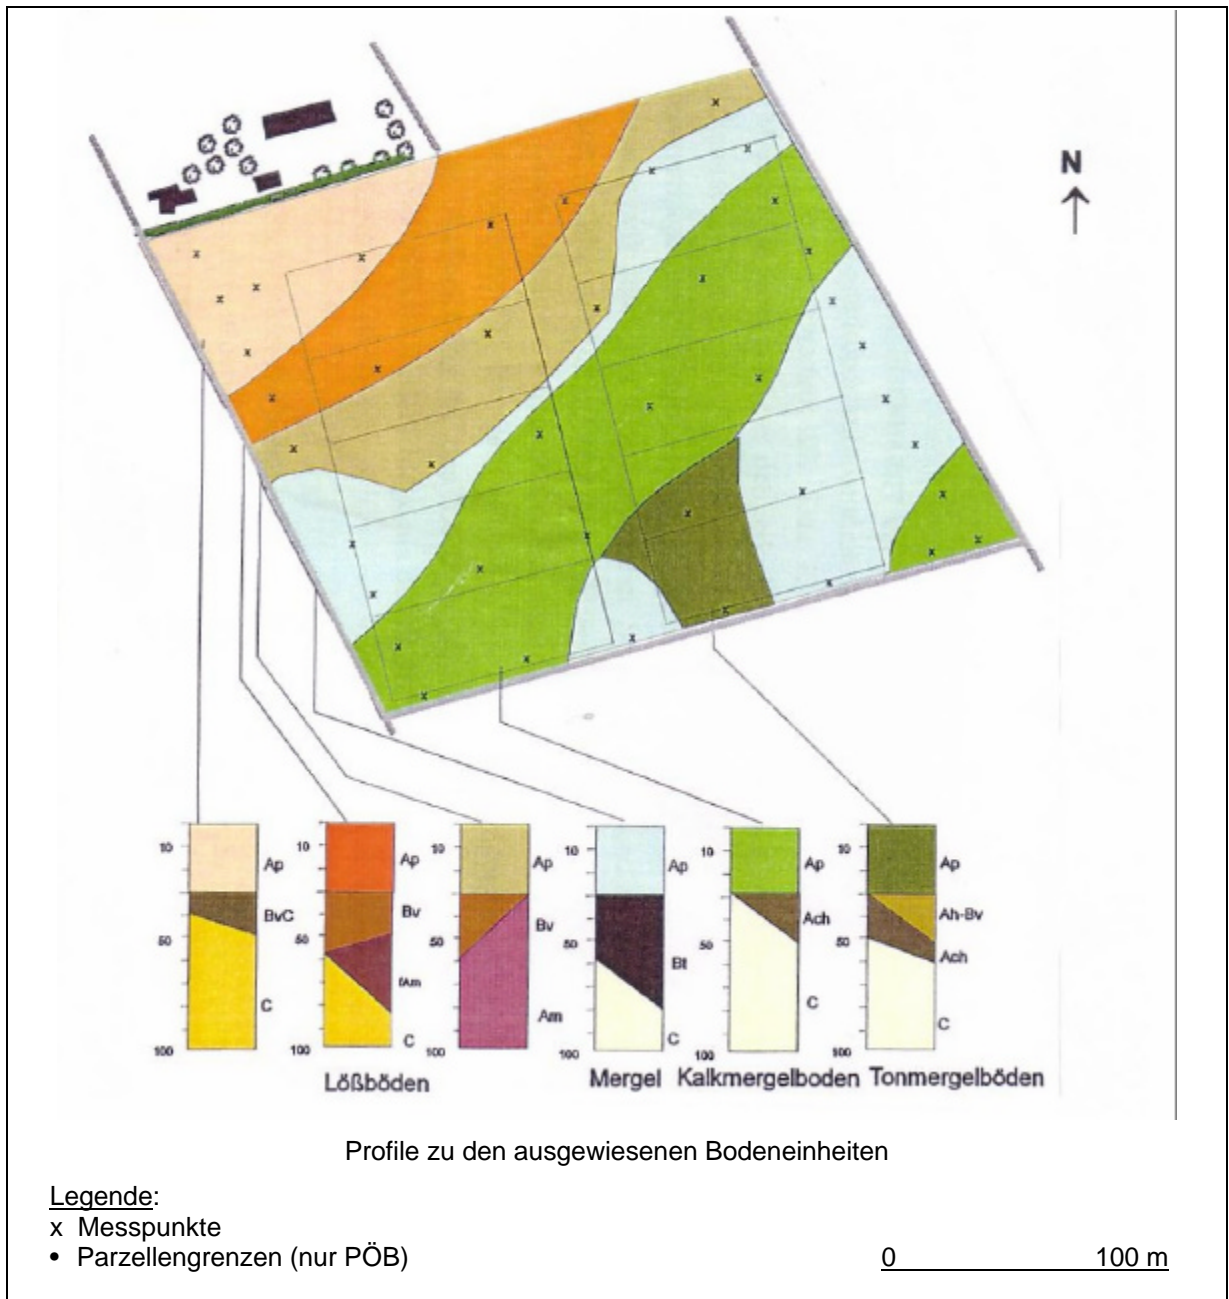 N
10 Ap BvC 50 C 100
10 Ap Bv 50 fAm C 100
10 Ap Bv 50 Am 100
10 Ap 50 Bt C 100
10 Ap Ach 50 C 100
10 Ap Ah-Bv 50 Ach C 100
Lößböden Mergel Kalkmergelboden Tonmergelböden
Profile zu den ausgewiesenen Bodeneinheiten
Legende:
x Messpunkte
• Parzellengrenzen (nur PÖB) 0 100 m